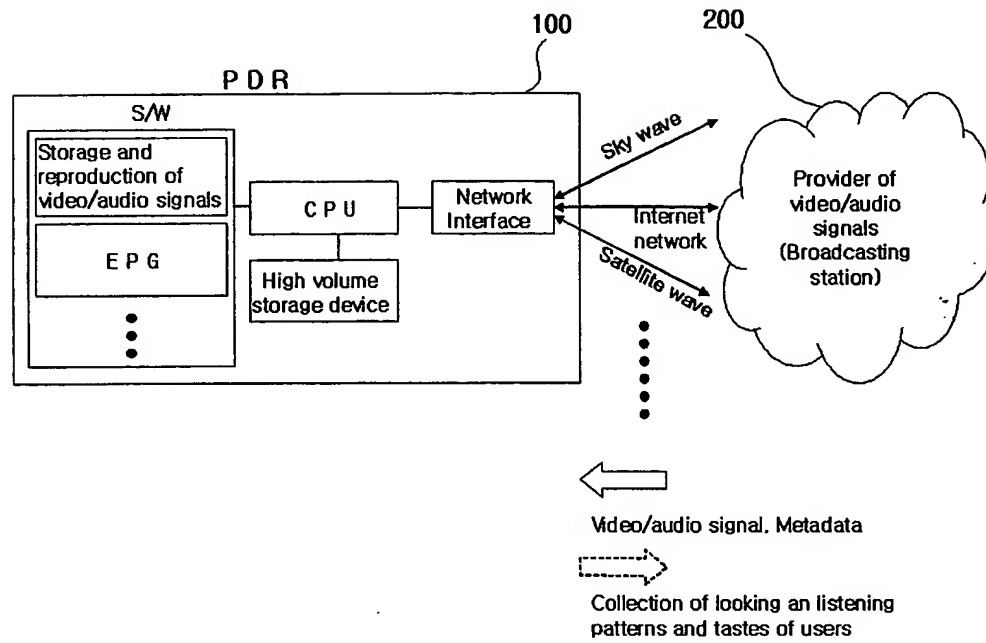 100
200
PDR
S/W
Storage and
reproduction of
video/audio signals
EPG
CPU
High volume
storage device
Network
Interface
Sky wave
Internet
network
Satellite wave
Provider of
video/audio
signals
(Broadcasting
station)
Video/audio signal. Metadata
Collection of looking an listening
patterns and tastes of users